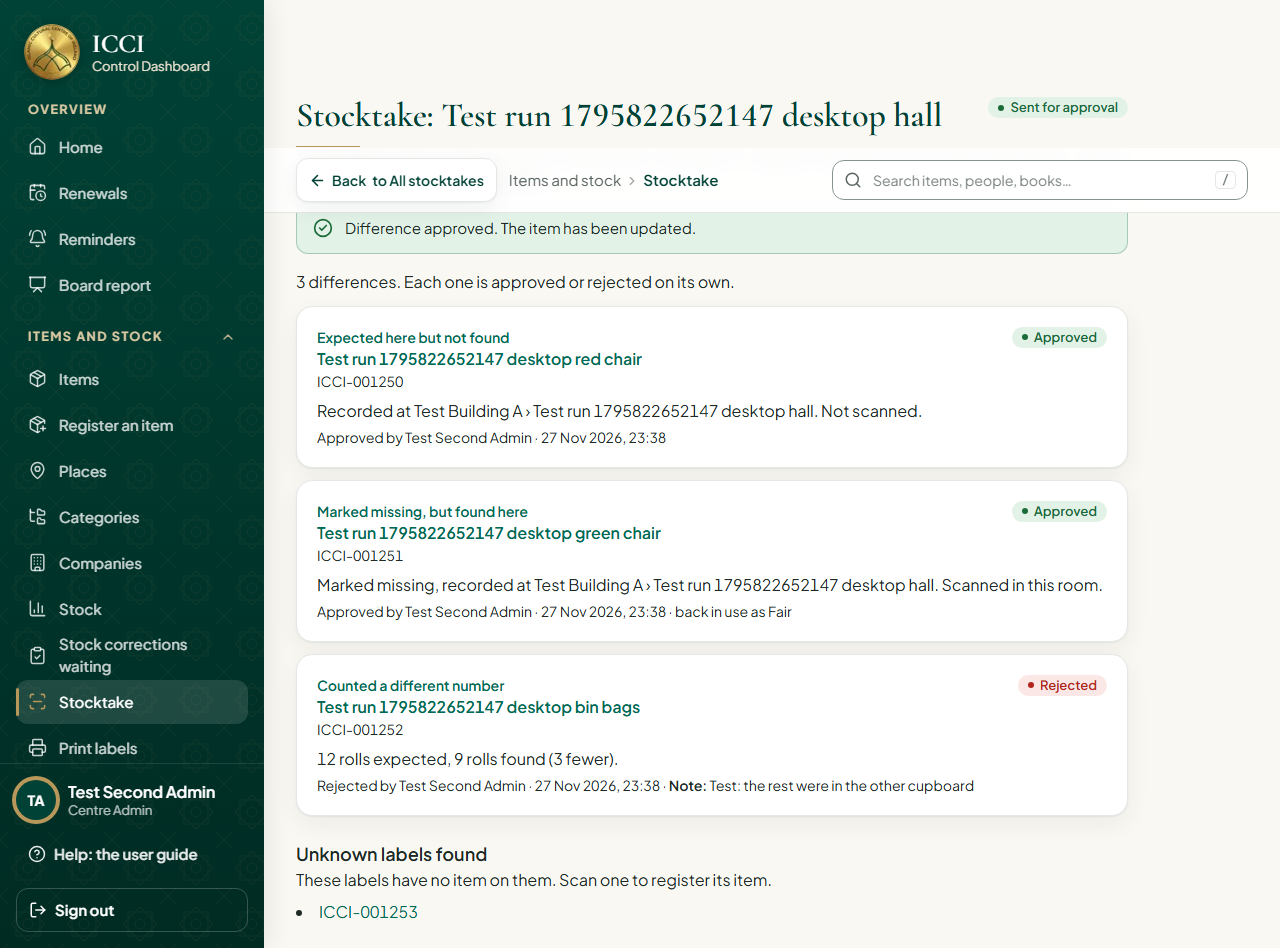 ICCI
Control Dashboard
OVERVIEW
Home
Renewals
Reminders
Board report
ITEMS AND STOCK
Items
Register an item
Places
Categories
Companies
Stock
Stock corrections
waiting
Stocktake
Print labels
TA
Test Second Admin
Centre Admin
Help: the user guide
Sign out
Stocktake: Test run 1795822652147 desktop hall
Sent for approval
Back to All stocktakes
Items and stock › Stocktake
Search items, people, books...
/
Difference approved. The item has been updated.
3 differences. Each one is approved or rejected on its own.
Expected here but not found
Approved
Test run 1795822652147 desktop red chair
ICCI-001250
Recorded at Test Building A › Test run 1795822652147 desktop hall. Not scanned.
Approved by Test Second Admin · 27 Nov 2026, 23:38
Marked missing, but found here
Approved
Test run 1795822652147 desktop green chair
ICCI-001251
Marked missing, recorded at Test Building A › Test run 1795822652147 desktop hall. Scanned in this room.
Approved by Test Second Admin · 27 Nov 2026, 23:38 · back in use as Fair
Counted a different number
Rejected
Test run 1795822652147 desktop bin bags
ICCI-001252
12 rolls expected, 9 rolls found (3 fewer).
Rejected by Test Second Admin · 27 Nov 2026, 23:38 · Note: Test: the rest were in the other cupboard
Unknown labels found
These labels have no item on them. Scan one to register its item.
• ICCI-001253